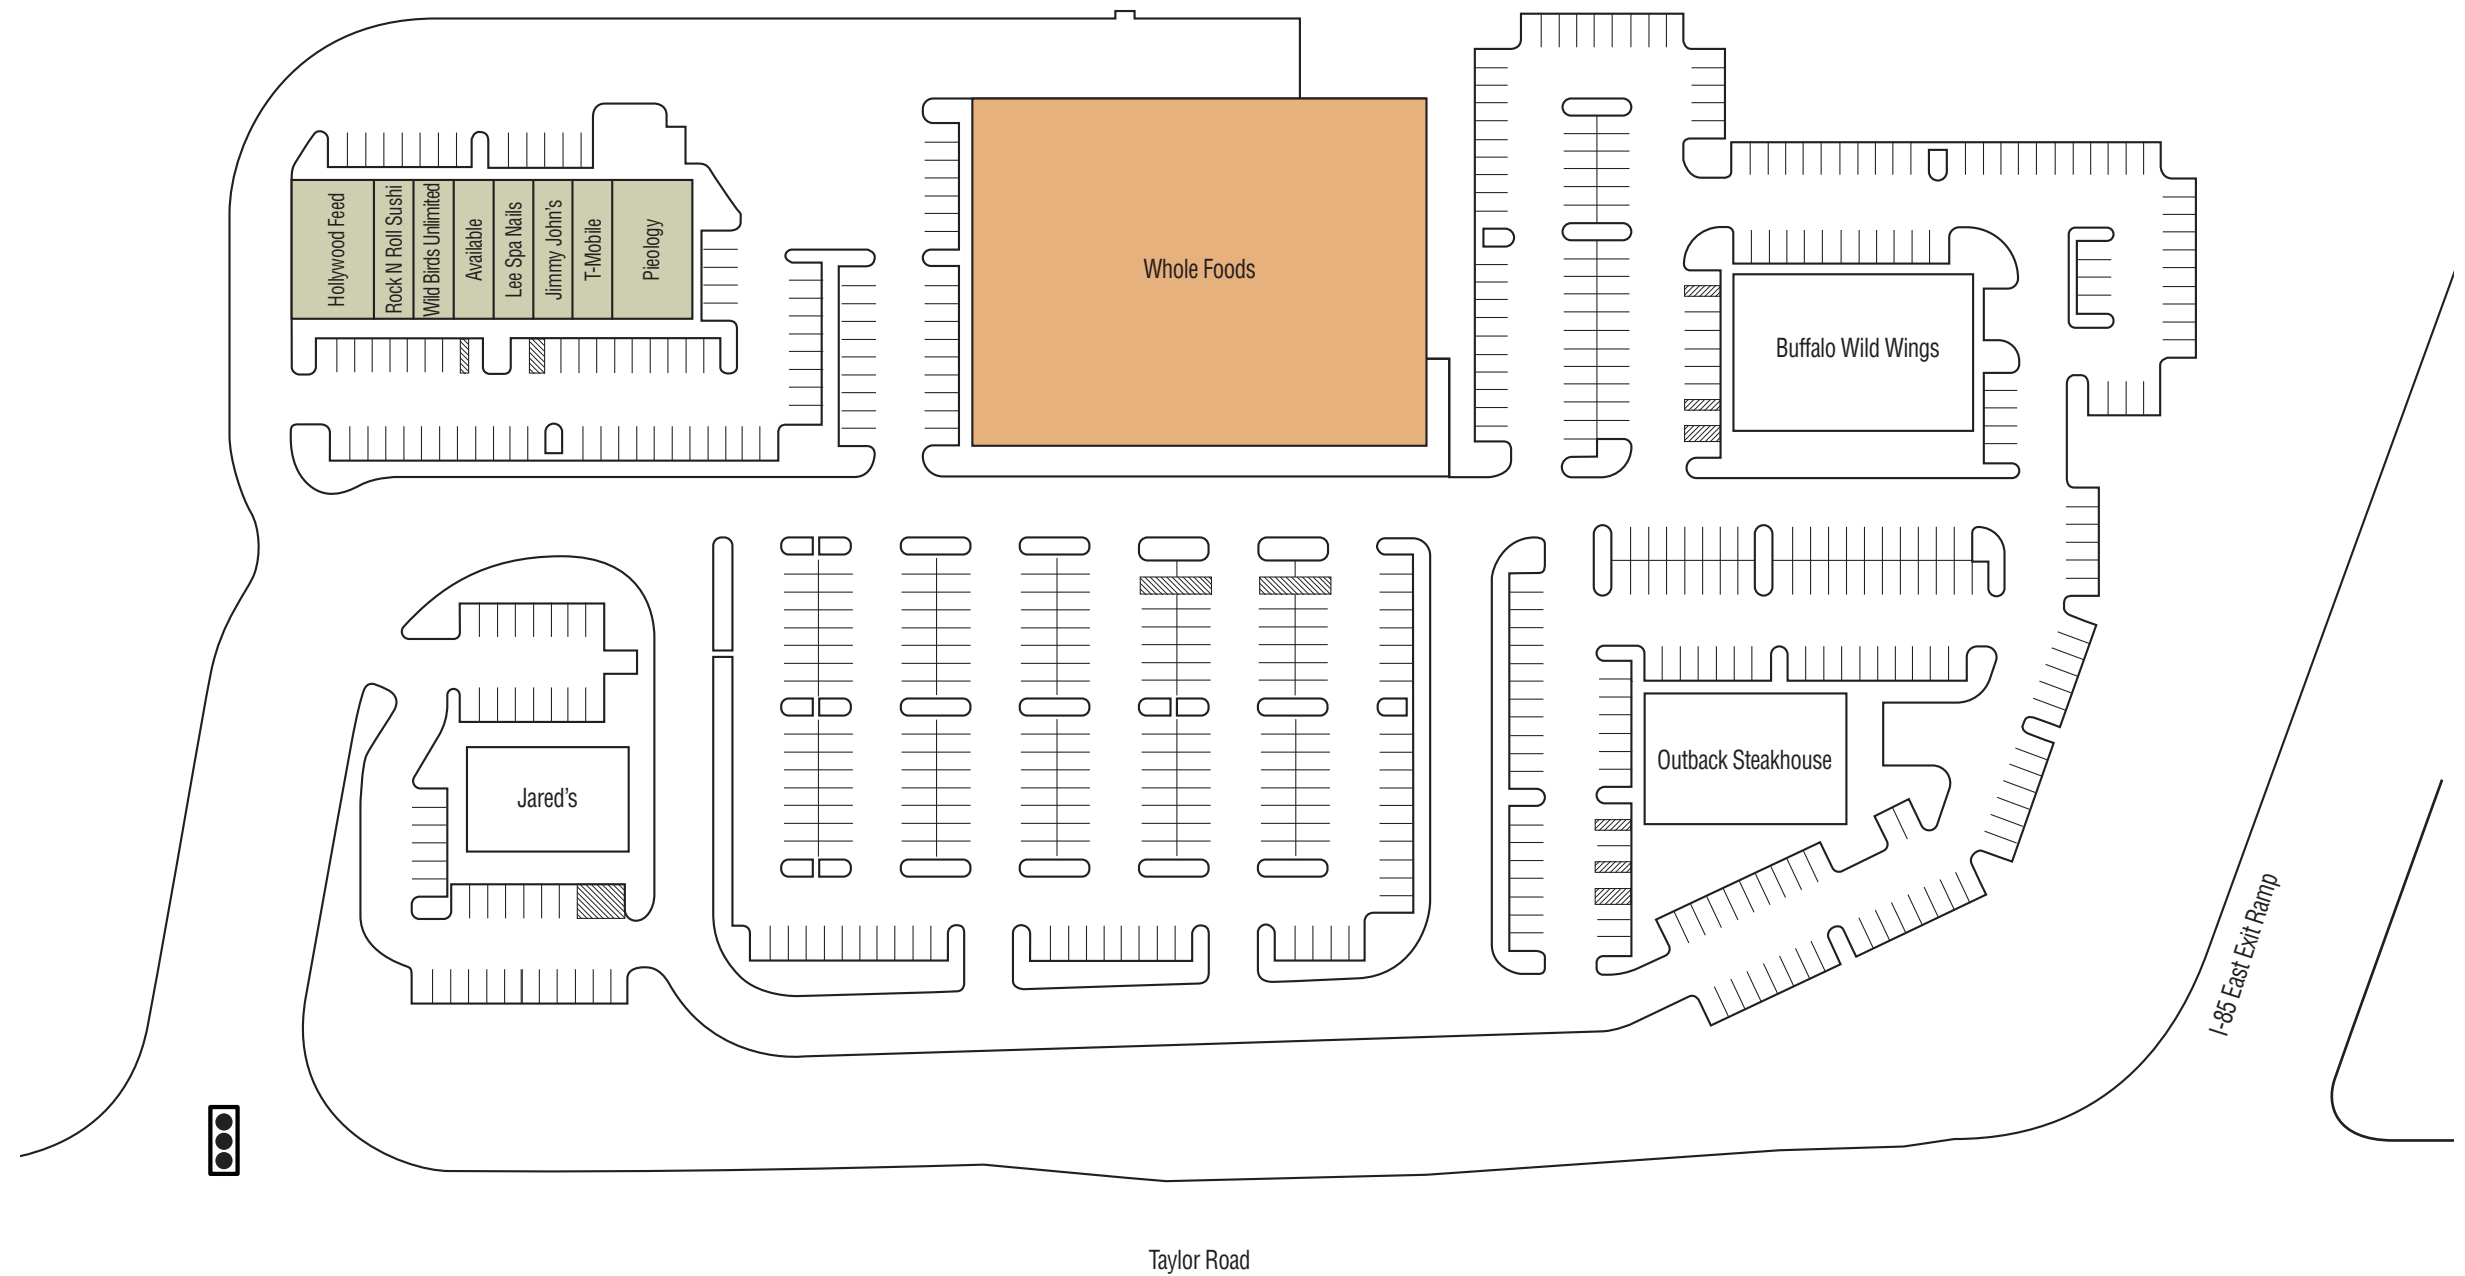 Hollywood Feed
Rock N Roll Sushi
Wild Birds Unlimited
Available
Lee Spa Nails
Jimmy John’s
T-Mobile
Pieology
Whole Foods
Buffalo Wild Wings
Jared’s
Outback Steakhouse
I-85 East Exit Ramp
Taylor Road